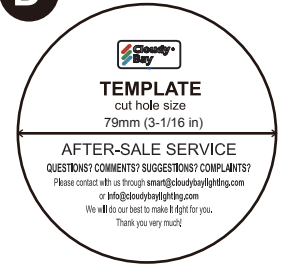 Cloudy
Bay
TEMPLATE
cut hole size
79mm (3-1/16 in)
AFTER-SALE SERVICE
QUESTIONS? COMMENTS? SUGGESTIONS? COMPLAINTS?
Please contact with us through smart@cloudybaylighting.com
or info@cloudybaylighting.com
We will do our best to make it right for you.
Thank you very much!